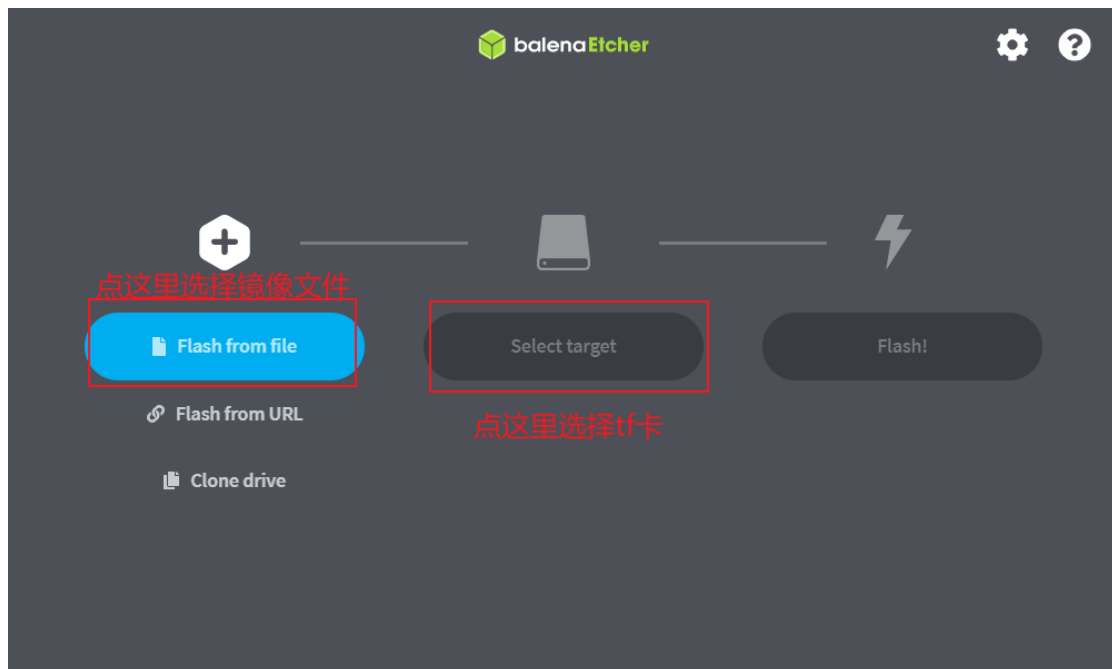 balenaEtcher
点这里选择镜像文件
Flash from file
Select target
Flash!
Flash from URL
点这里选择tf卡
Clone drive